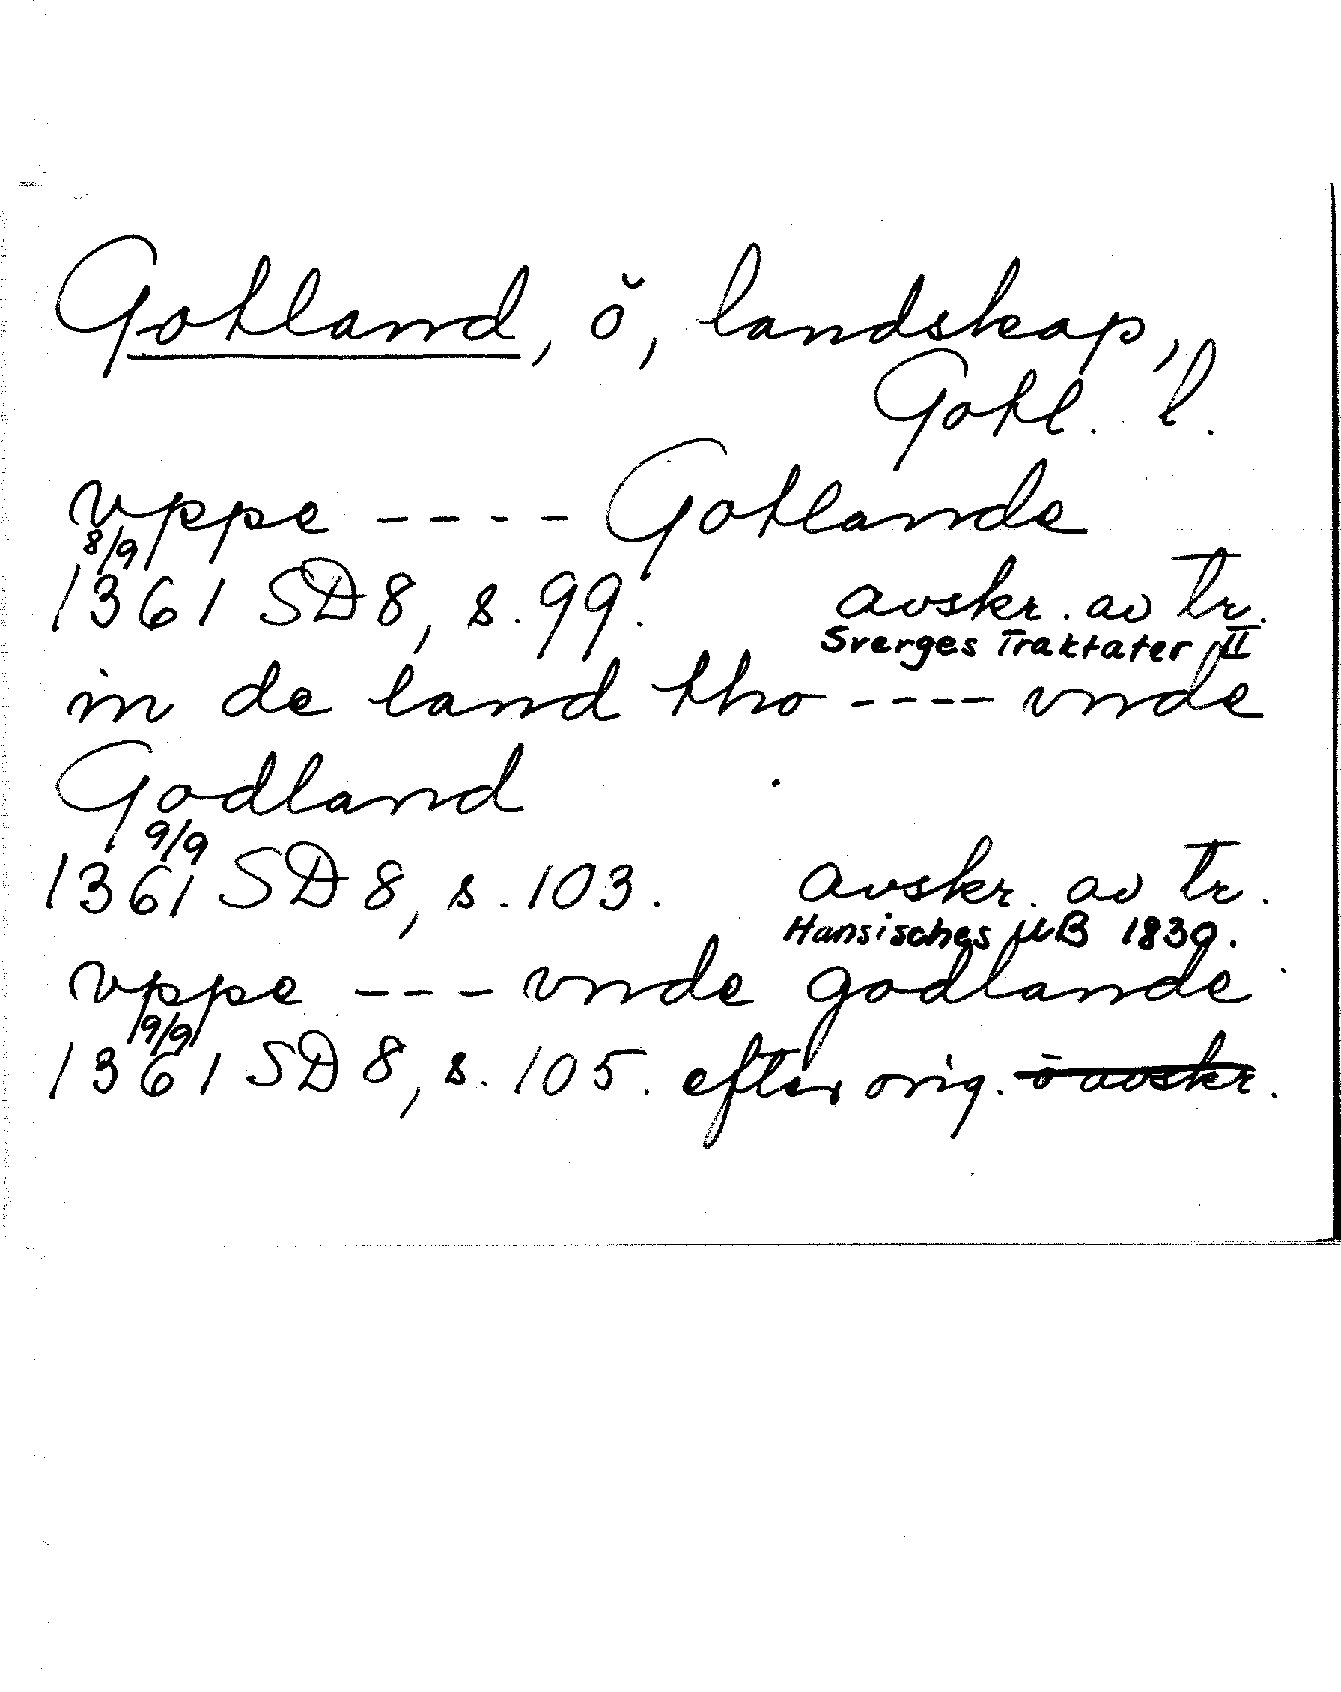 Gotland, ö, landskap,
Gotl. l.
vppe ---- Gotlande
8/9
1361 SD 8, s. 99. avskr. av tr.
Sverges Traktater II
in de land tho ---- vnde
Godland
9/9
1361 SD 8, s. 103. avskr. av tr.
Hansisches UB 1839.
vppe --- vnde godlande
9/9
1361 SD 8, s. 105. efter orig. ö avskr.